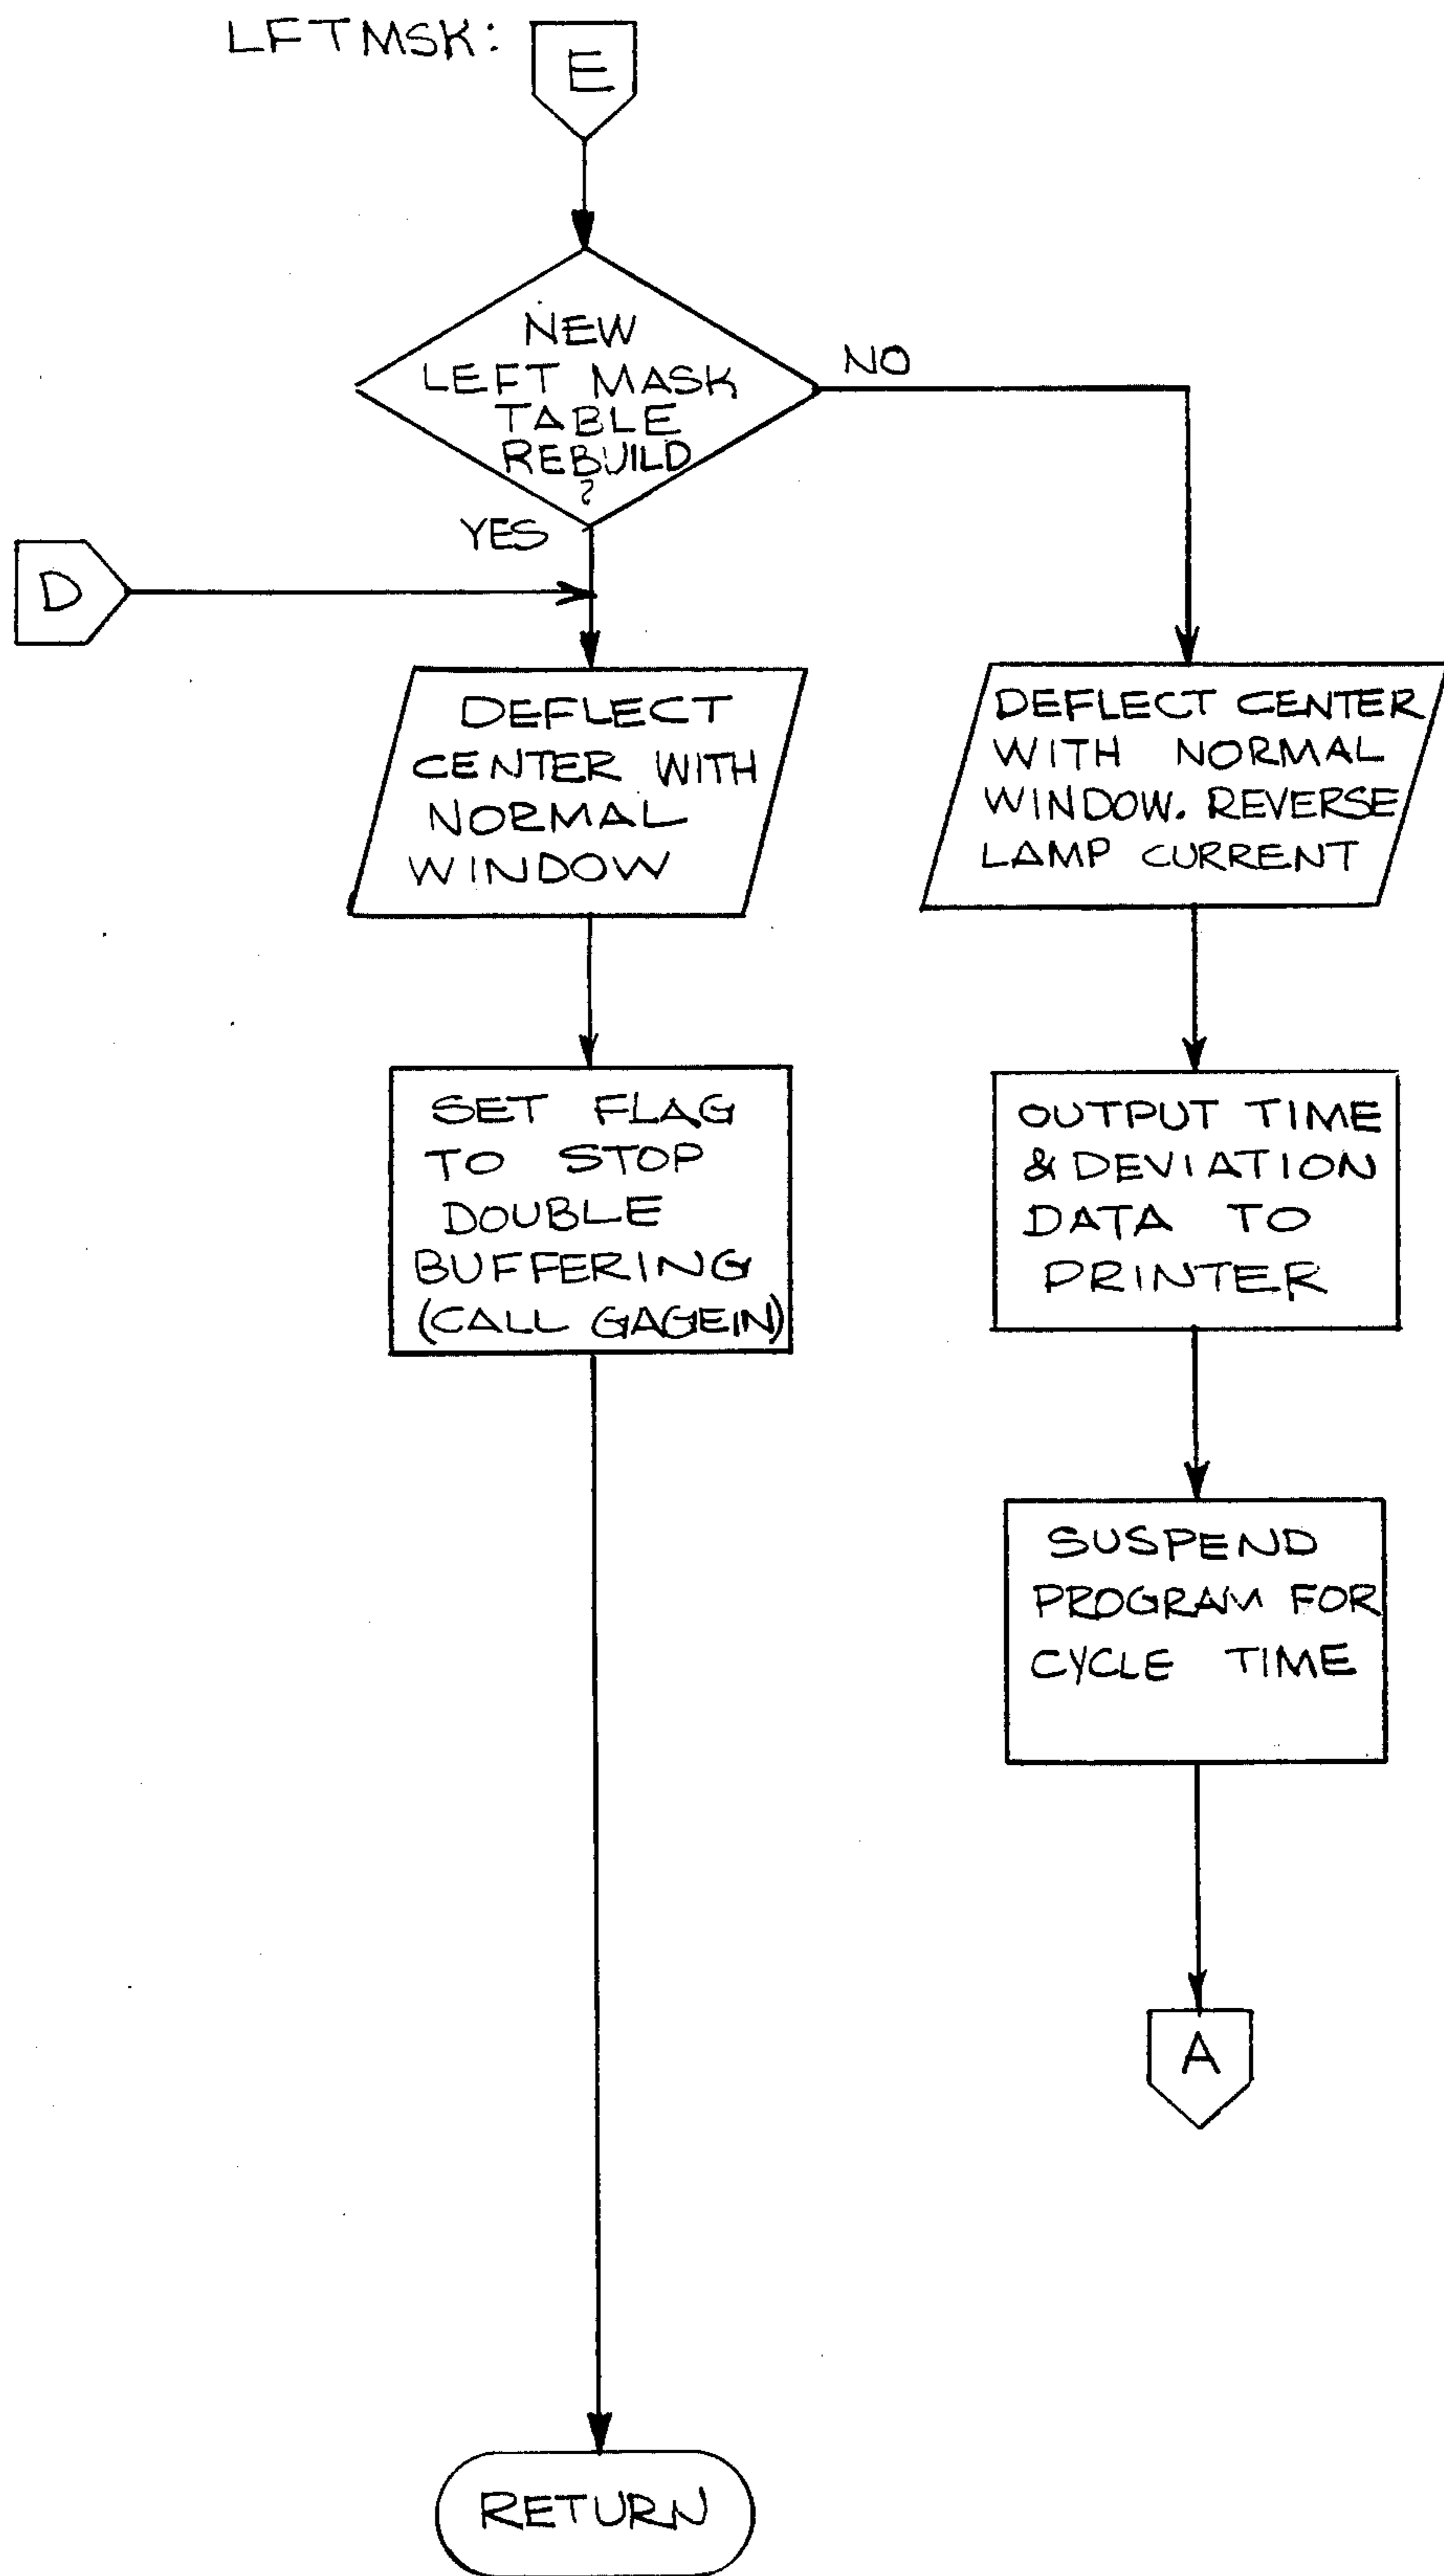 LFTMSK:
E
NEW
LEFT MASK
TABLE
REBUILD
?
NO
YES
D
DEFLECT
CENTER WITH
NORMAL
WINDOW
DEFLECT CENTER
WITH NORMAL
WINDOW. REVERSE
LAMP CURRENT
SET FLAG
TO STOP
DOUBLE
BUFFERING
(CALL GAGEIN)
OUTPUT TIME
& DEVIATION
DATA TO
PRINTER
SUSPEND
PROGRAM FOR
CYCLE TIME
A
RETURN